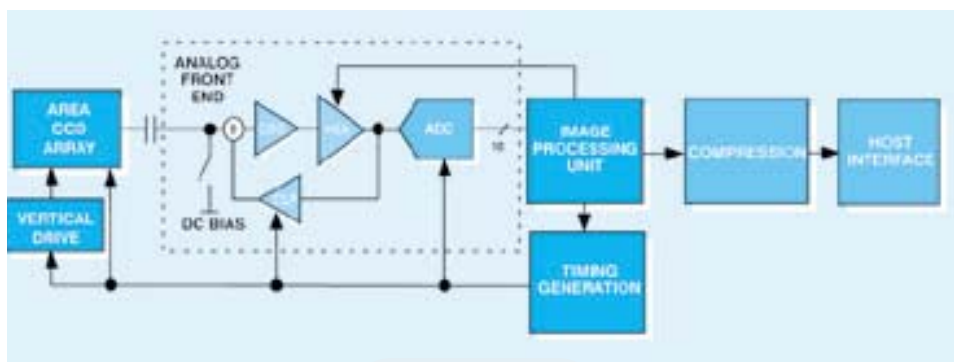 ANALOG
FRONT
END
AREA
CCD
ARRAY
ADC
10
IMAGE
PROCESSING
UNIT
COMPRESSION
HOST
INTERFACE
DC BIAS
VERTICAL
DRIVE
TIMING
GENERATION